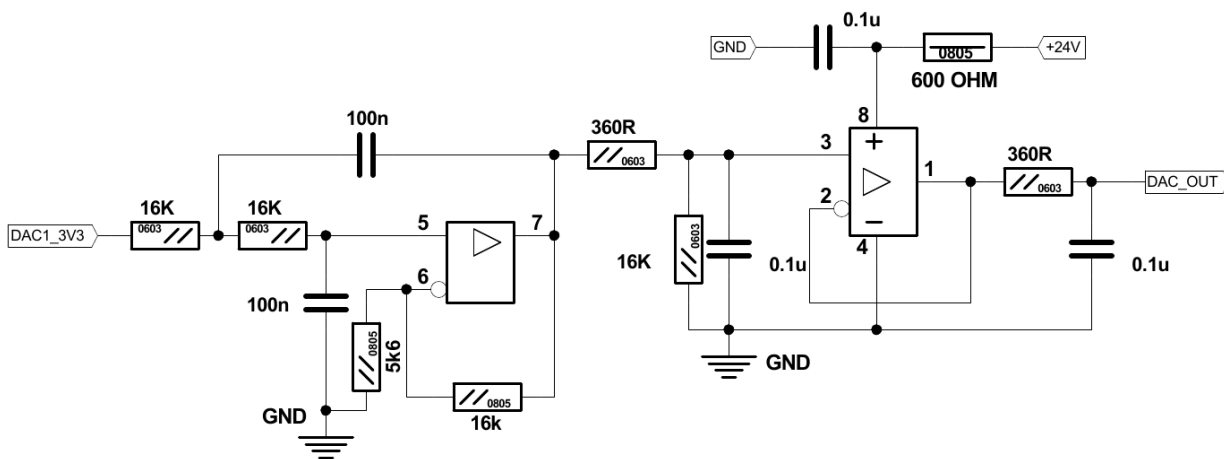 0.1u
GND
0805
+24V
600 OHM
100n
360R
0603
8
3
1
2
4
360R
0603
DAC_OUT
16K
0603
16K
0603
DAC1_3V3
5
7
6
100n
0805
5k6
16K
0603
0.1u
0.1u
GND
0805
16k
GND